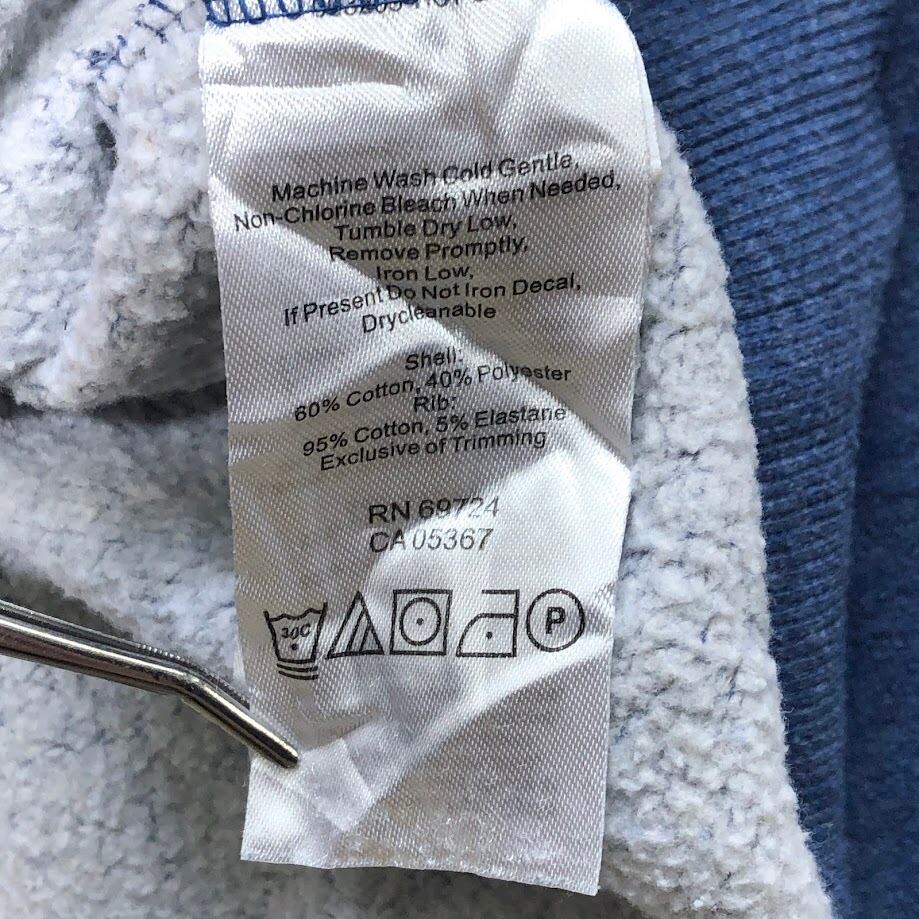 Machine Wash Cold Gentle,
Non-Chlorine Bleach When Needed,
Tumble Dry Low,
Remove Promptly,
Iron Low,
If Present Do Not Iron Decal,
Drycleanable
Shell:
60% Cotton, 40% Polyester
Rib:
95% Cotton, 5% Elastane
Exclusive of Trimming
RN 69724
CA 05367
30C
P